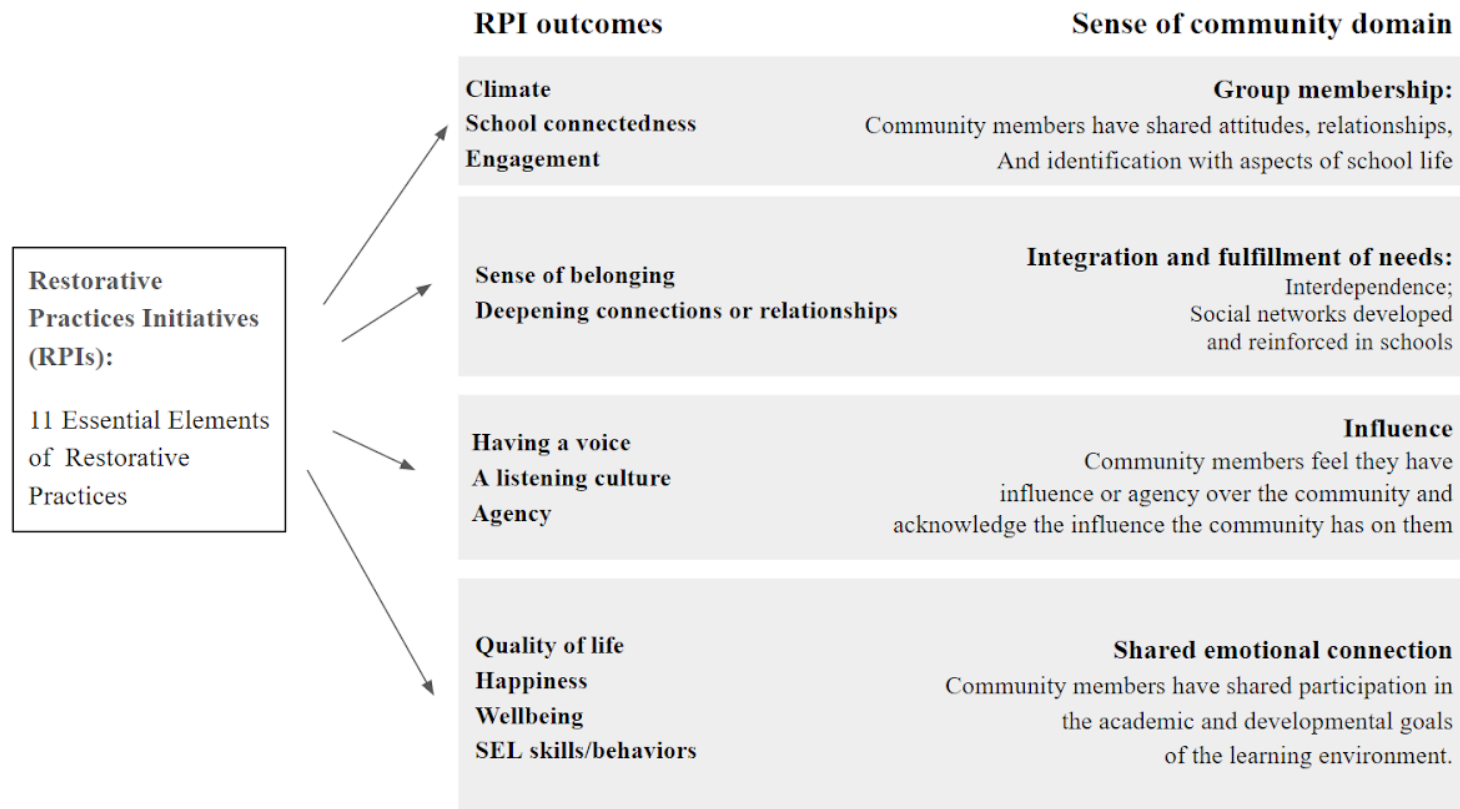 RPI outcomes
Sense of community domain
Restorative
Practices Initiatives
(RPIs):
11 Essential Elements
of Restorative
Practices
Climate
School connectedness
Engagement
Group membership:
Community members have shared attitudes, relationships,
And identification with aspects of school life
Sense of belonging
Deepening connections or relationships
Integration and fulfillment of needs:
Interdependence;
Social networks developed
and reinforced in schools
Having a voice
A listening culture
Agency
Influence
Community members feel they have
influence or agency over the community and
acknowledge the influence the community has on them
Quality of life
Happiness
Wellbeing
SEL skills/behaviors
Shared emotional connection
Community members have shared participation in
the academic and developmental goals
of the learning environment.